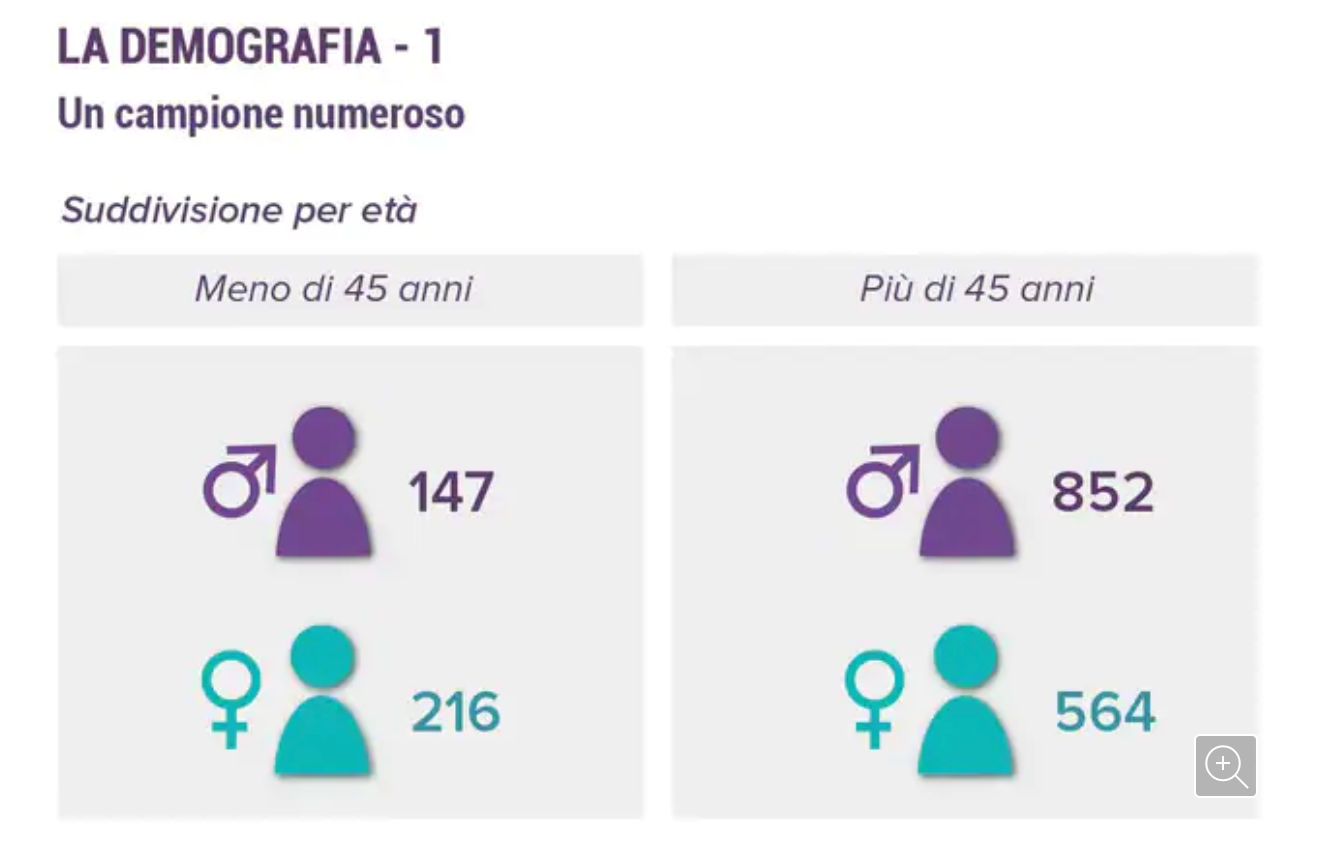 LA DEMOGRAFIA - 1
Un campione numeroso
Suddivisione per età
Meno di 45 anni
Più di 45 anni
147
852
216
564